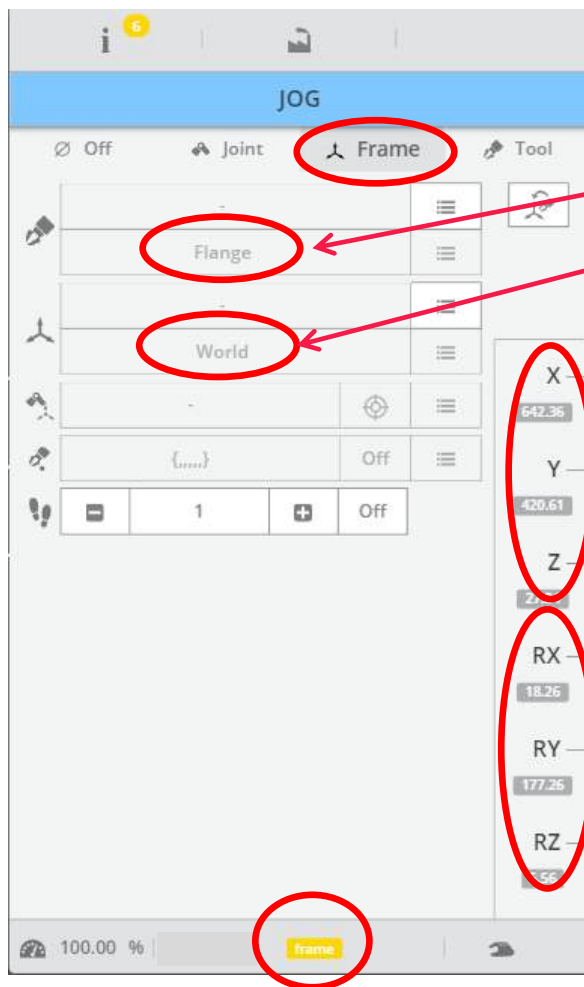 6
JOG
Off Joint Frame Tool
-
Flange
-
World
-
{,,,,,} Off
1 Off
X
642.36
Y
420.61
Z
RX
18.26
RY
177.26
RZ
100.00 % frame